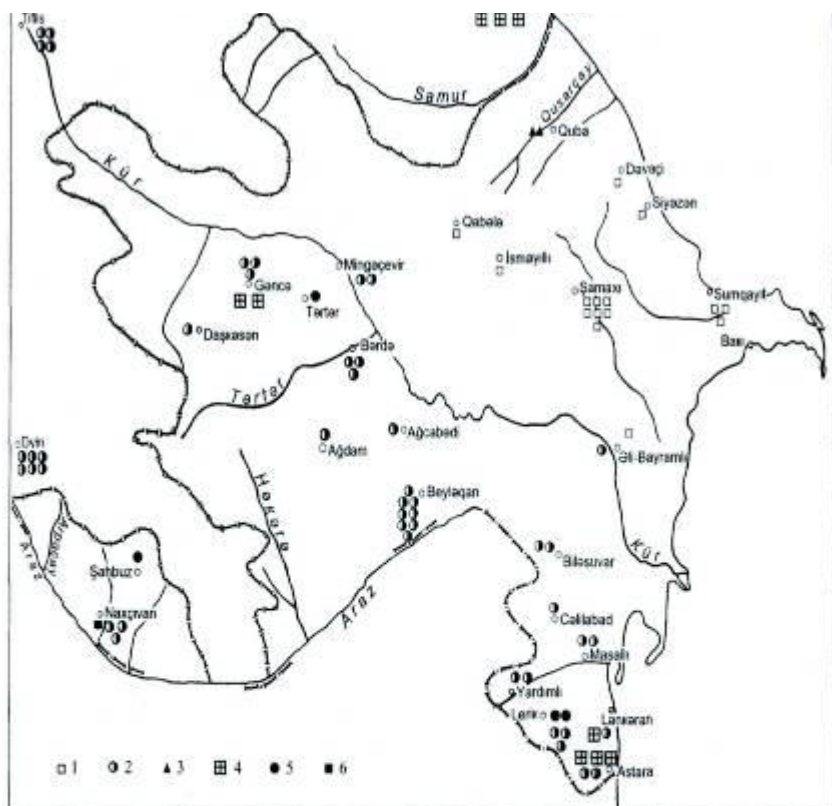 Tiflis
Samur
Qusarçay
Quba
Dəvəçi
Siyəzən
Kür
Qəbələ
İsmayıllı
Mingəçevir
Gəncə
Tərtər
Şamaxı
Sumqayıt
Bakı
Daşkəsən
Bərdə
Tərtər
Ağcabədi
Ağdam
Əli-Bayramlı
Dvin
Həkərə
Beyləqan
Arpaçay
Araz
Şahbuz
Kür
Biləsuvar
Naxçıvan
Araz
Cəlilabad
Masallı
Yardımlı
Lerik
Lənkəran
Astara
1 2 3 4 5 6